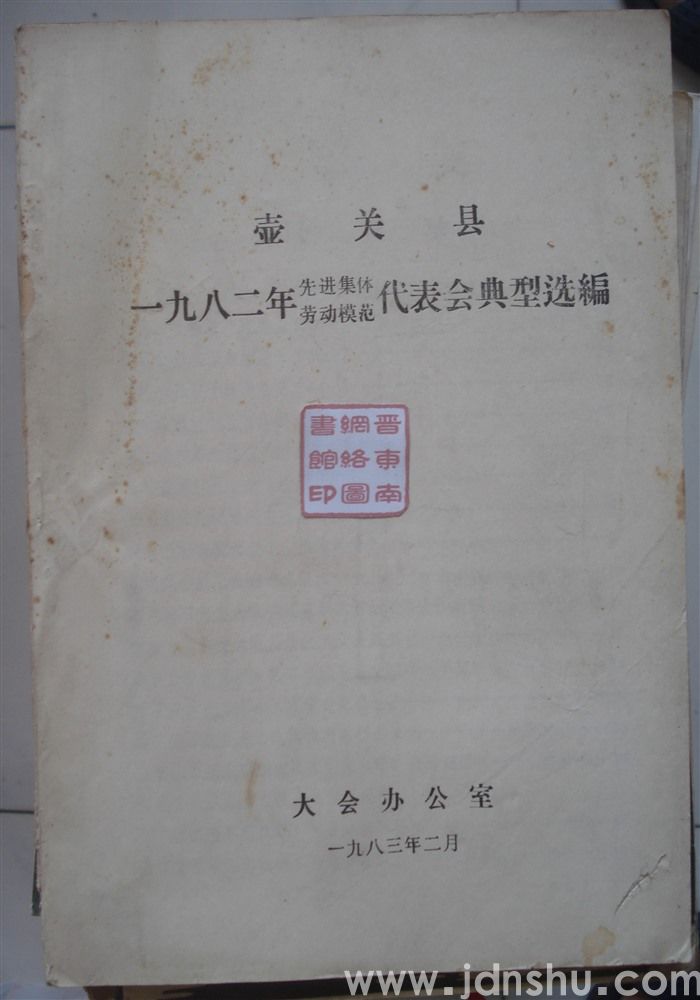 壶关县
一九八二年先进集体劳动模范代表会典型选編
晋東南
網絡圖
書館印
大会办公室
一九八三年二月
www.jdnshu.com